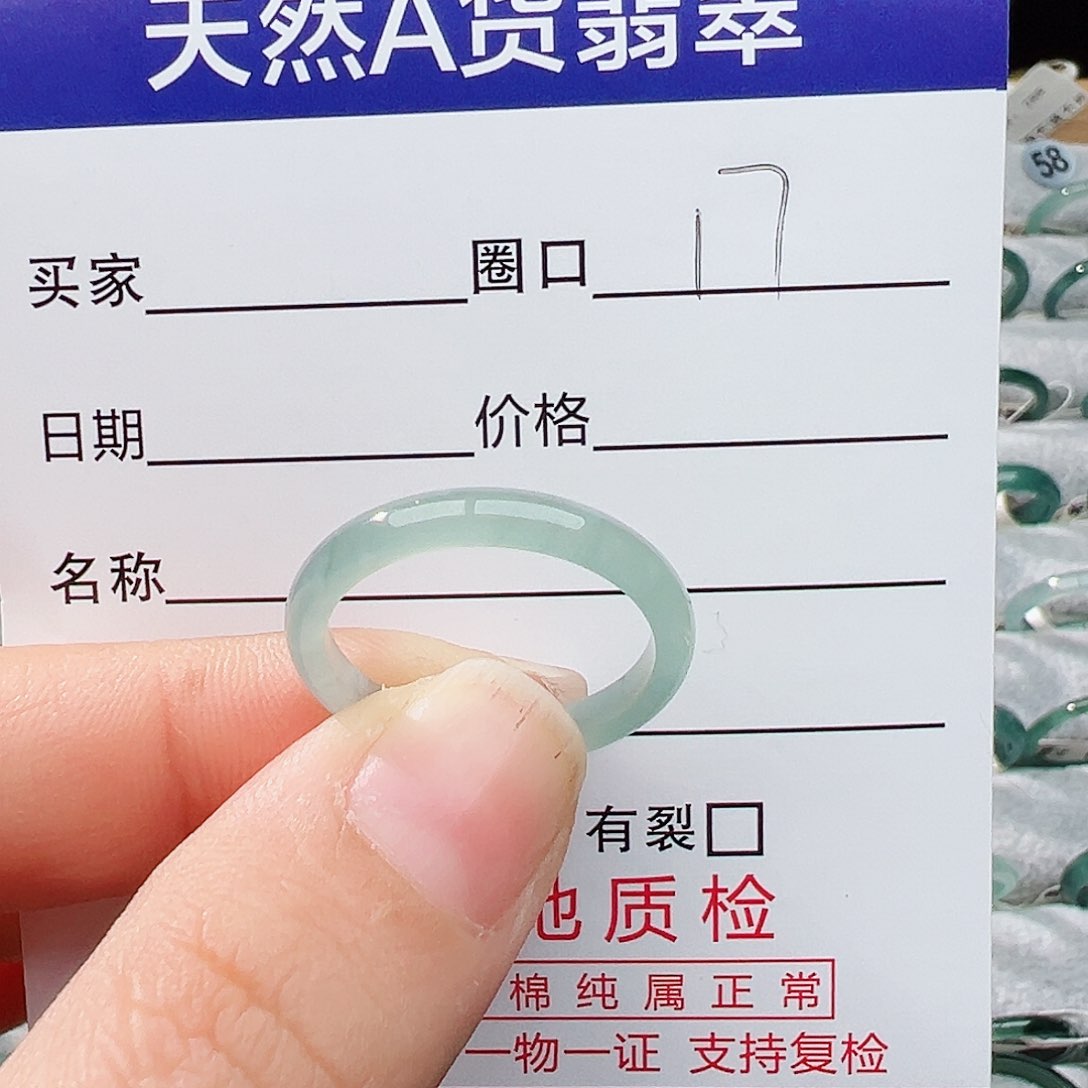 天然A货翡翠
58
买家 圈口 17
日期 价格
名称
有裂
地质检
棉纯属正常
一物一证 支持复检